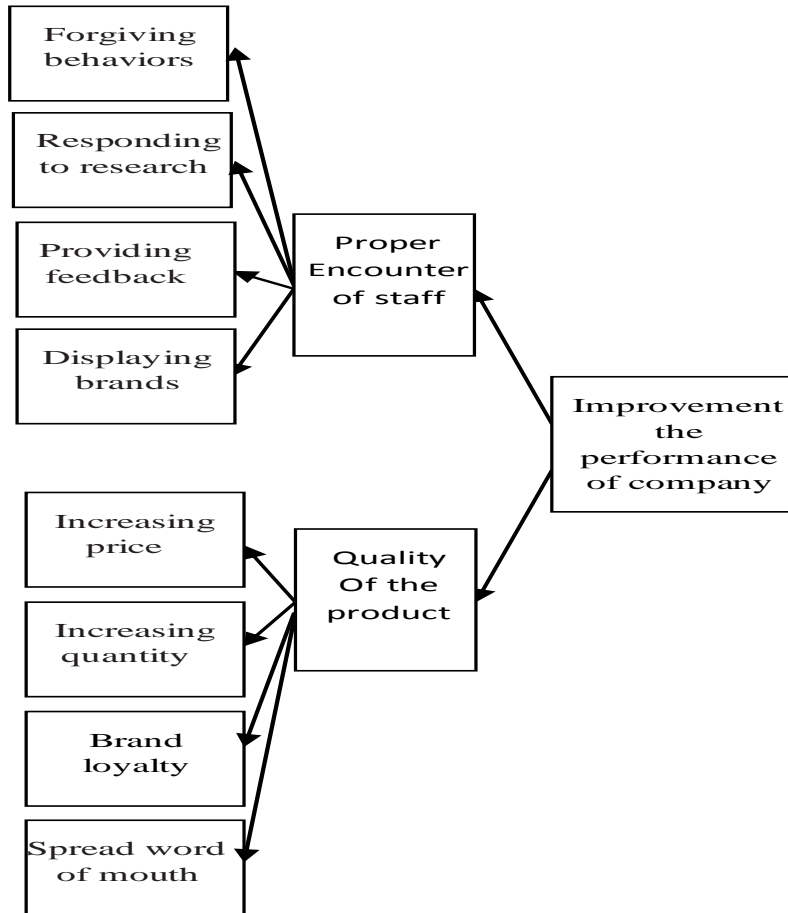 Forgiving
behaviors
Responding
to research
Providing
feedback
Displaying
brands
Proper
Encounter
of staff
Improvement
the
performance
of company
Increasing
price
Increasing
quantity
Brand
loyalty
Spread word
of mouth
Quality
Of the
product